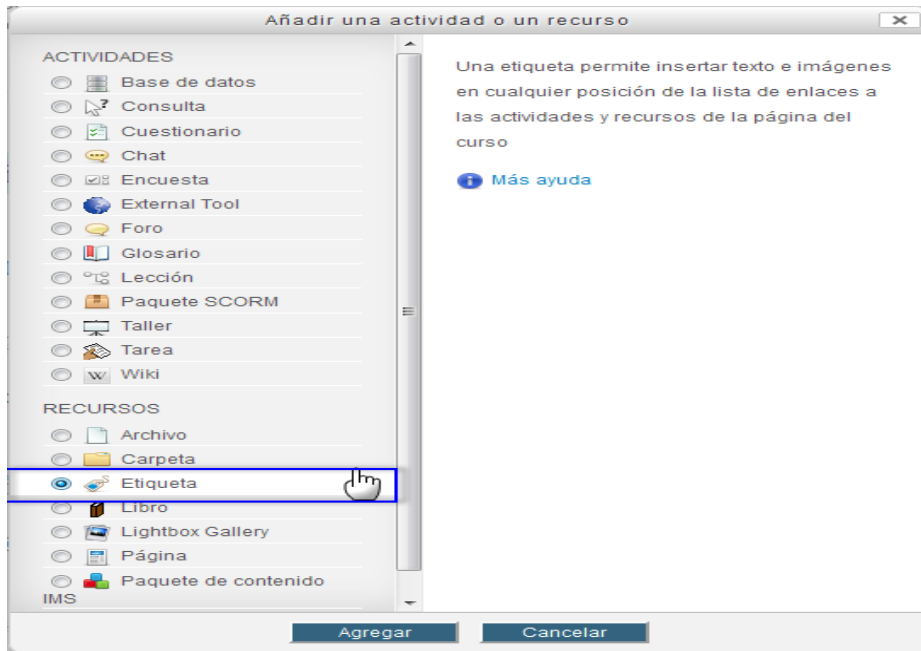 Añadir una actividad o un recurso
ACTIVIDADES
Base de datos
Consulta
Cuestionario
Chat
Encuesta
External Tool
Foro
Glosario
Lección
Paquete SCORM
Taller
Tarea
Wiki
RECURSOS
Archivo
Carpeta
Etiqueta
Libro
Lightbox Gallery
Página
Paquete de contenido
IMS
Una etiqueta permite insertar texto e imágenes
en cualquier posición de la lista de enlaces a
las actividades y recursos de la página del
curso
Más ayuda
Agregar
Cancelar